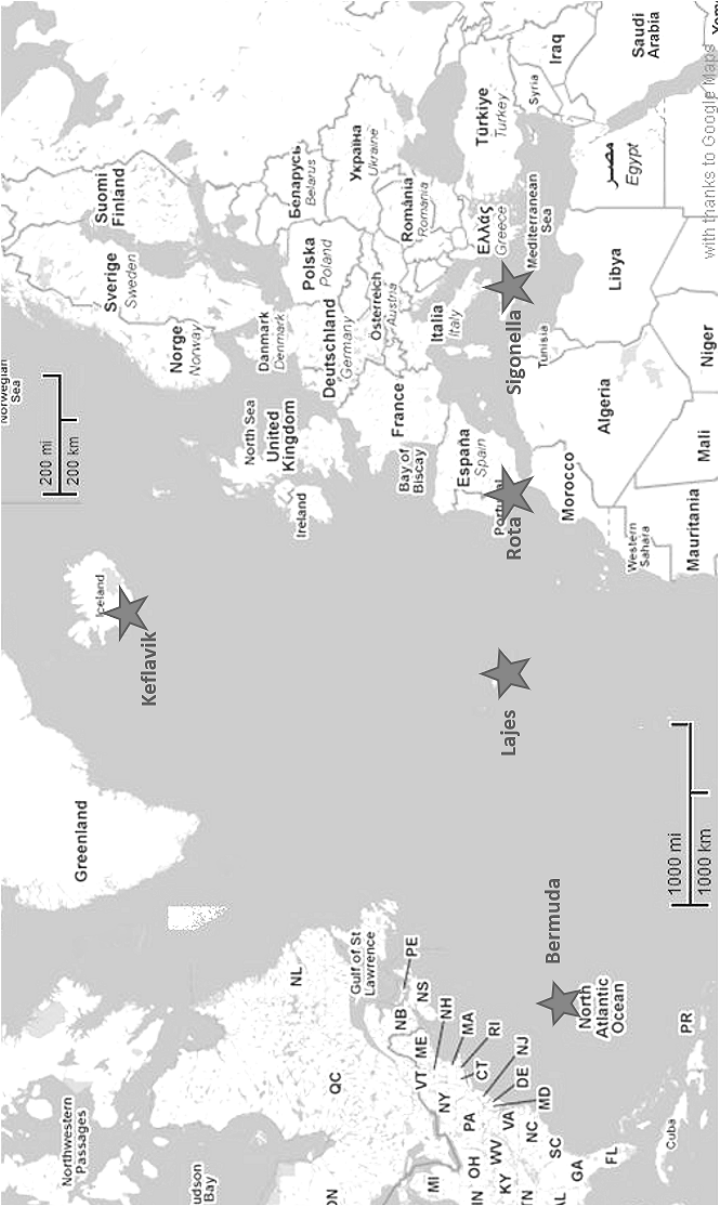 Norwegian
Sea
200 mi
200 km
Northwestern
Passages
Greenland
Iceland
Keflavik
Sverige
Sweden
Suomi
Finland
Norge
Norway
udson
Bay
North Sea
United
Kingdom
Ireland
Danmark
Denmark
NL
QC
Polska
Poland
Беларусь
Belarus
Deutschland
Germany
Україна
Ukraine
Österreich
Austria
Gulf of St
Lawrence
France
Bay of
Biscay
România
Romania
PE
NB
NS
ME
VT
NH
MI
NY
MA
Italia
Italy
España
Spain
Portugal
Ελλάς
Greece
Türkiye
Turkey
RI
CT
PA
OH
IN
NJ
DE
MD
WV
VA
KY
Rota
Lajes
Sigonella
Mediterranean
Sea
Syria
Iraq
Tunisia
NC
TN
SC
AL
GA
FL
Bermuda
North
Atlantic
Ocean
Morocco
Algeria
Libya
مصر
Egypt
Saudi
Arabia
Western
Sahara
Cuba
PR
1000 mi
1000 km
Mauritania
Mali
Niger
with thanks to Google Maps